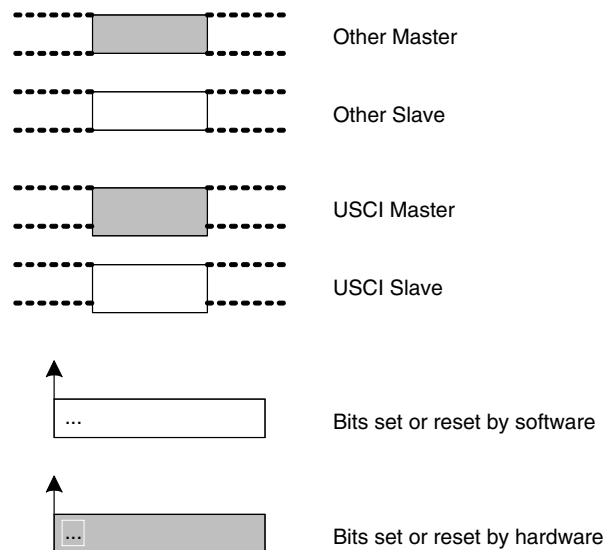 Other Master
Other Slave
USCI Master
USCI Slave
...
Bits set or reset by software
...
Bits set or reset by hardware